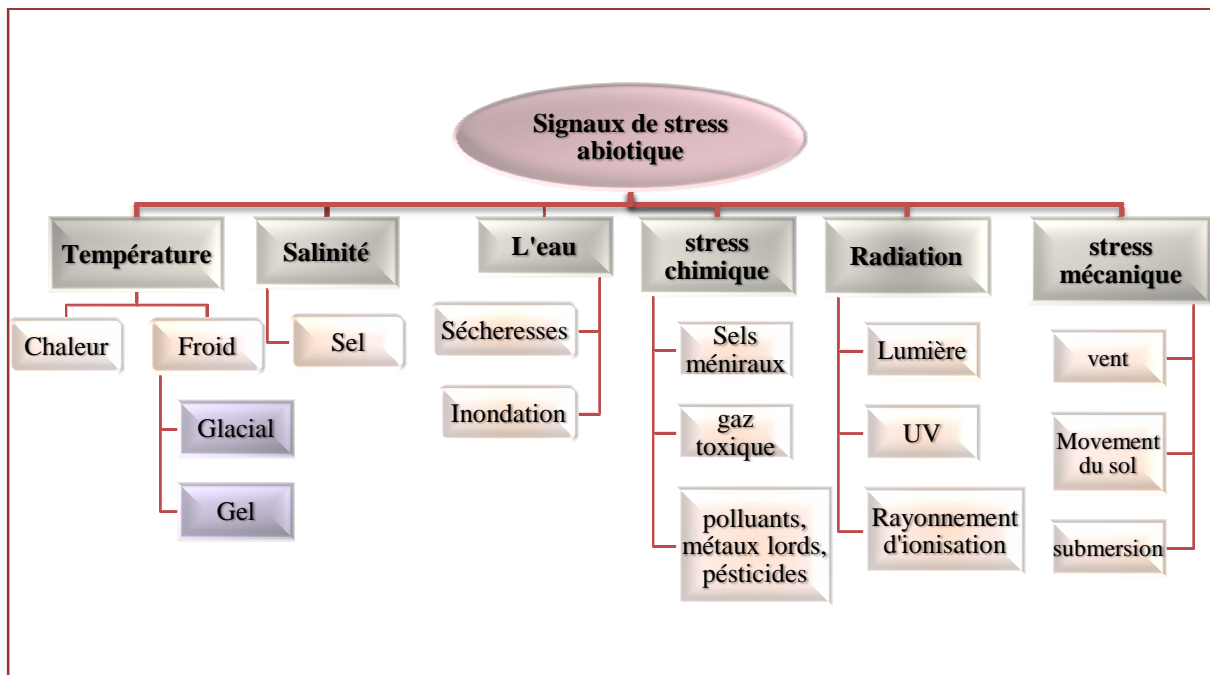 Signaux de stress
abiotique
Température
Salinité
L'eau
stress
chimique
Radiation
stress
mécanique
Chaleur
Froid
Glacial
Gel
Sel
Sécheresses
Inondation
Sels
méniraux
gaz
toxique
polluants,
métaux lords,
pésticides
Lumière
UV
Rayonnement
d'ionisation
vent
Movement
du sol
submersion